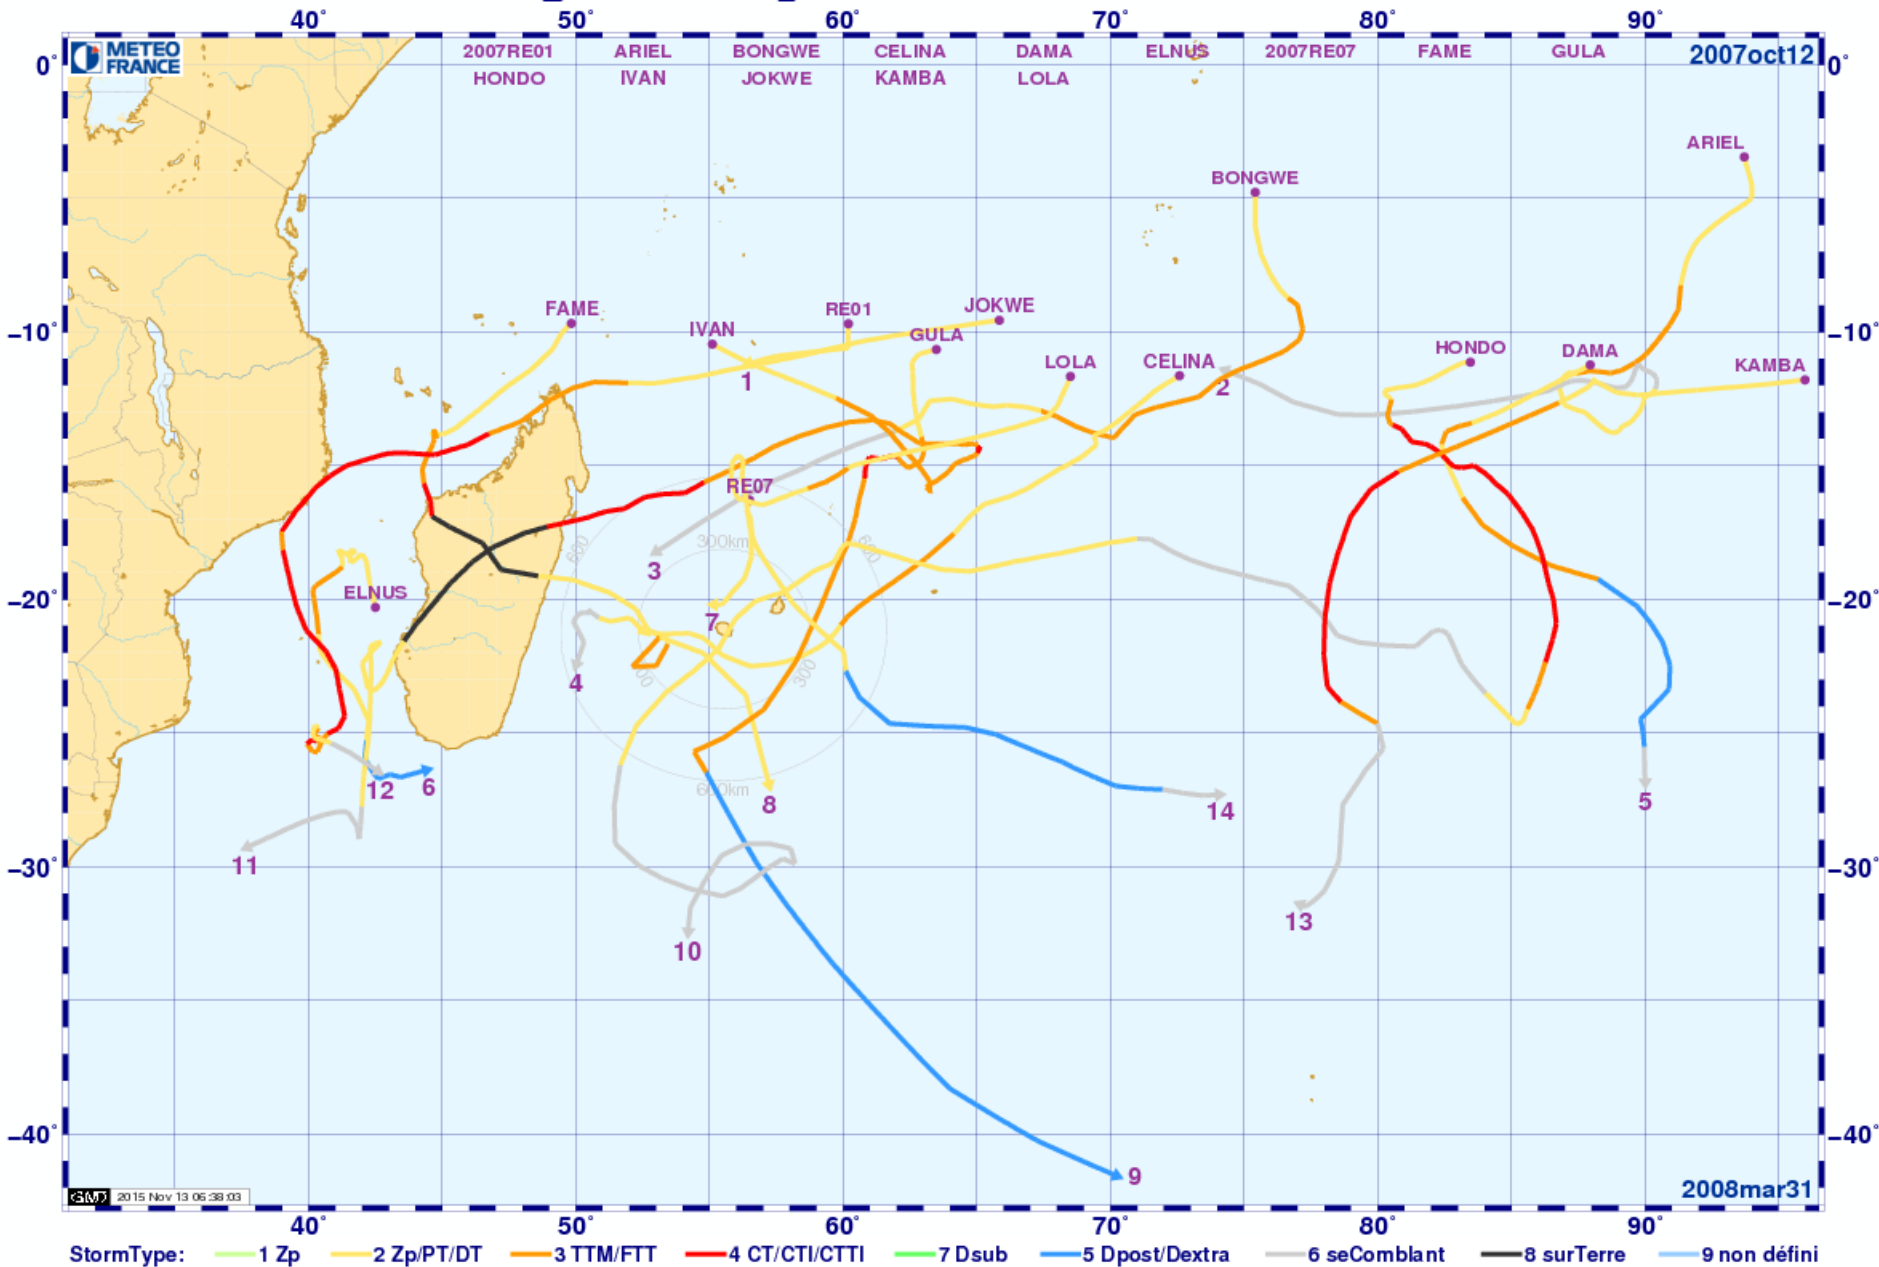 40° 50° 60° 70° 80° 90°
METEO FRANCE
2007RE01 ARIEL BONGWE CELINA DAMA ELNUS 2007RE07 FAME GULA
HONDO IVAN JOKWE KAMBA LOLA
2007oct12
0° 0°
ARIEL
BONGWE
FAME
RE01
JOKWE
IVAN
GULA
-10° -10°
HONDO
DAMA
LOLA
CELINA
KAMBA
1
2
RE07
600
300km
600
3
ELNUS
-20° -20°
7
300
4
12
6
600km
8
14
5
11
-30° -30°
13
10
-40° -40°
9
GMT 2015 Nov 13 06:38:03
2008mar31
40° 50° 60° 70° 80° 90°
StormType: 1 Zp 2 Zp/PT/DT 3 TTM/FTT 4 CT/CTI/CTTI 7 Dsub 5 Dpost/Dextra 6 seComblant 8 surTerre 9 non défini